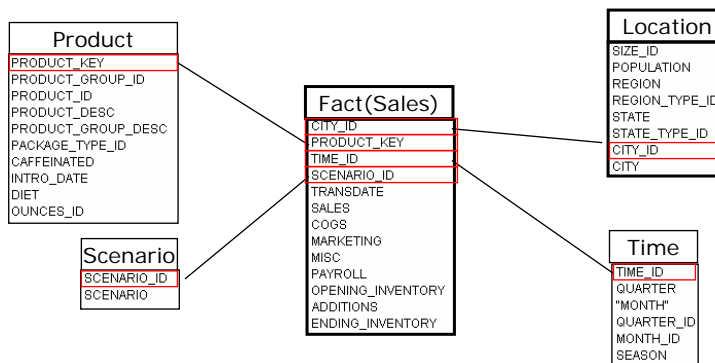 Product
PRODUCT_KEY
PRODUCT_GROUP_ID
PRODUCT_ID
PRODUCT_DESC
PRODUCT_GROUP_DESC
PACKAGE_TYPE_ID
CAFFEINATED
INTRO_DATE
DIET
OUNCES_ID
Scenario
SCENARIO_ID
SCENARIO
Fact(Sales)
CITY_ID
PRODUCT_KEY
TIME_ID
SCENARIO_ID
TRANSDATE
SALES
COGS
MARKETING
MISC
PAYROLL
OPENING_INVENTORY
ADDITIONS
ENDING_INVENTORY
Location
SIZE_ID
POPULATION
REGION
REGION_TYPE_ID
STATE
STATE_TYPE_ID
CITY_ID
CITY
Time
TIME_ID
QUARTER
"MONTH"
QUARTER_ID
MONTH_ID
SEASON